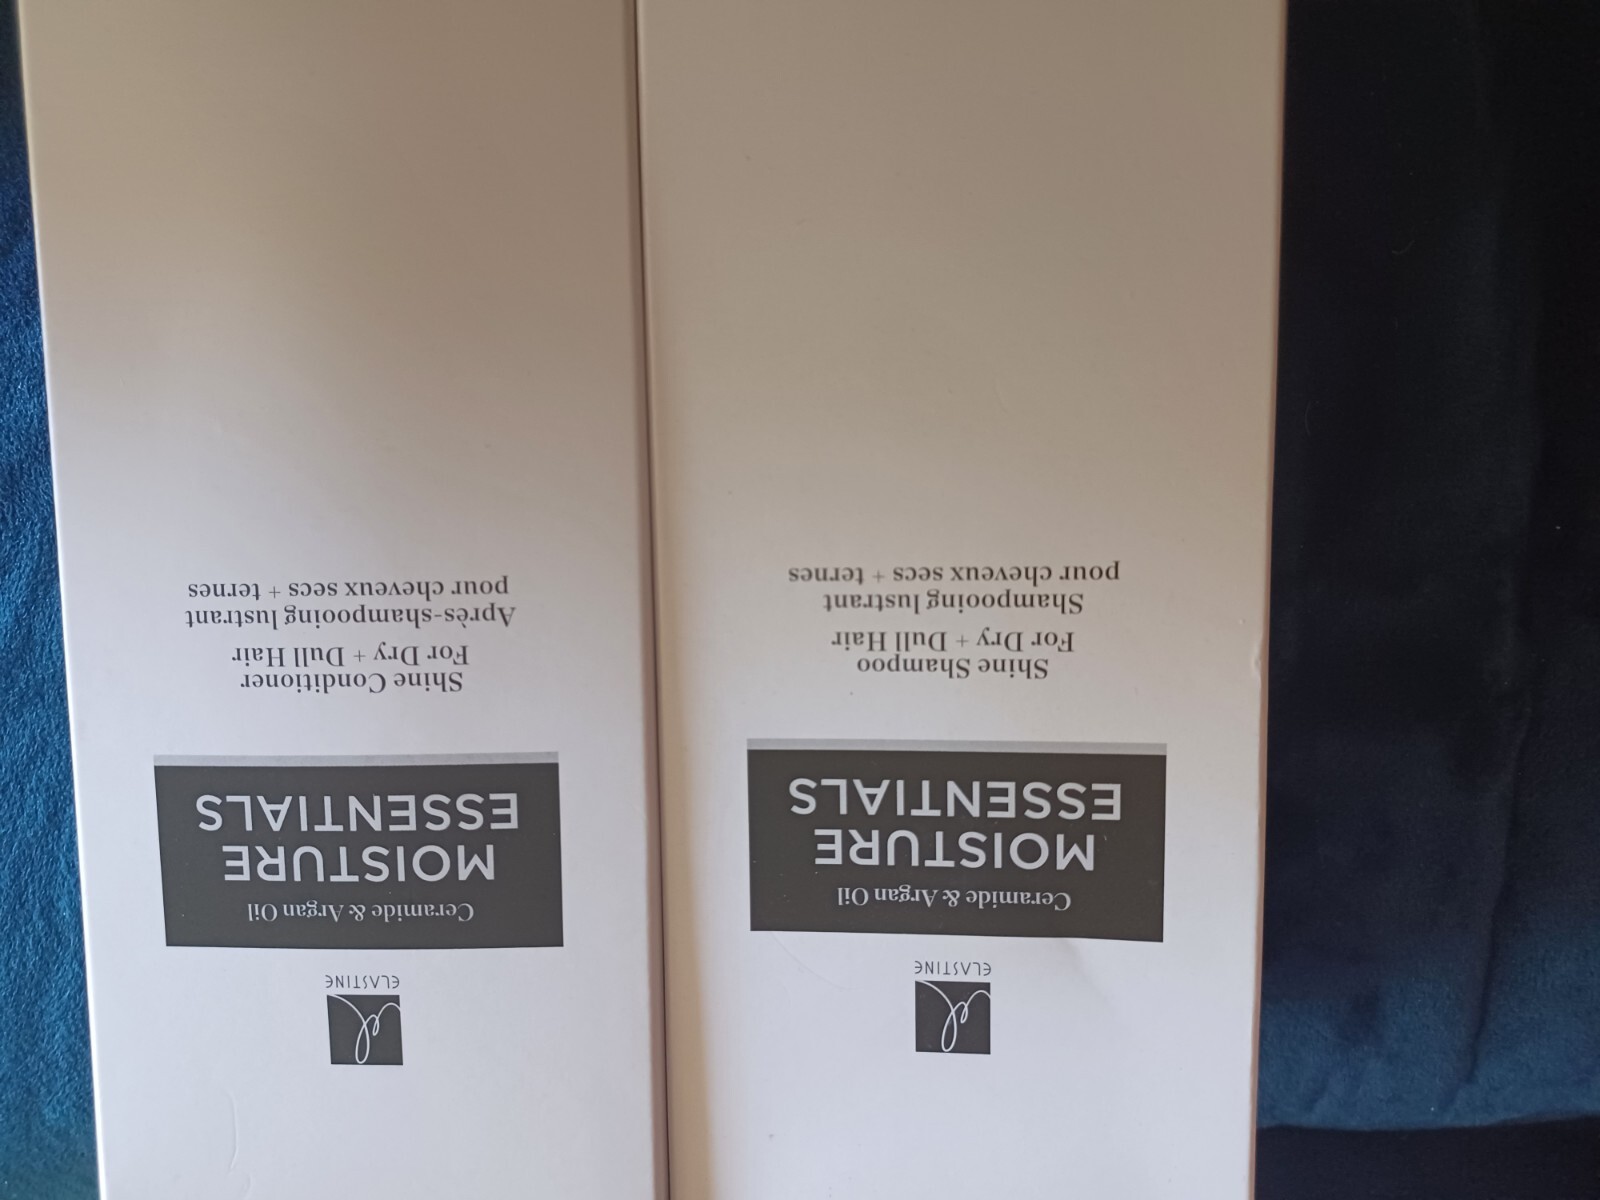 ELASTINE
Ceramide & Argan Oil
MOISTURE
ESSENTIALS
Shine Shampoo
For Dry + Dull Hair
Shampooing lustrant
pour cheveux secs + ternes
ELASTINE
Ceramide & Argan Oil
MOISTURE
ESSENTIALS
Shine Conditioner
For Dry + Dull Hair
Après-shampooing lustrant
pour cheveux secs + ternes